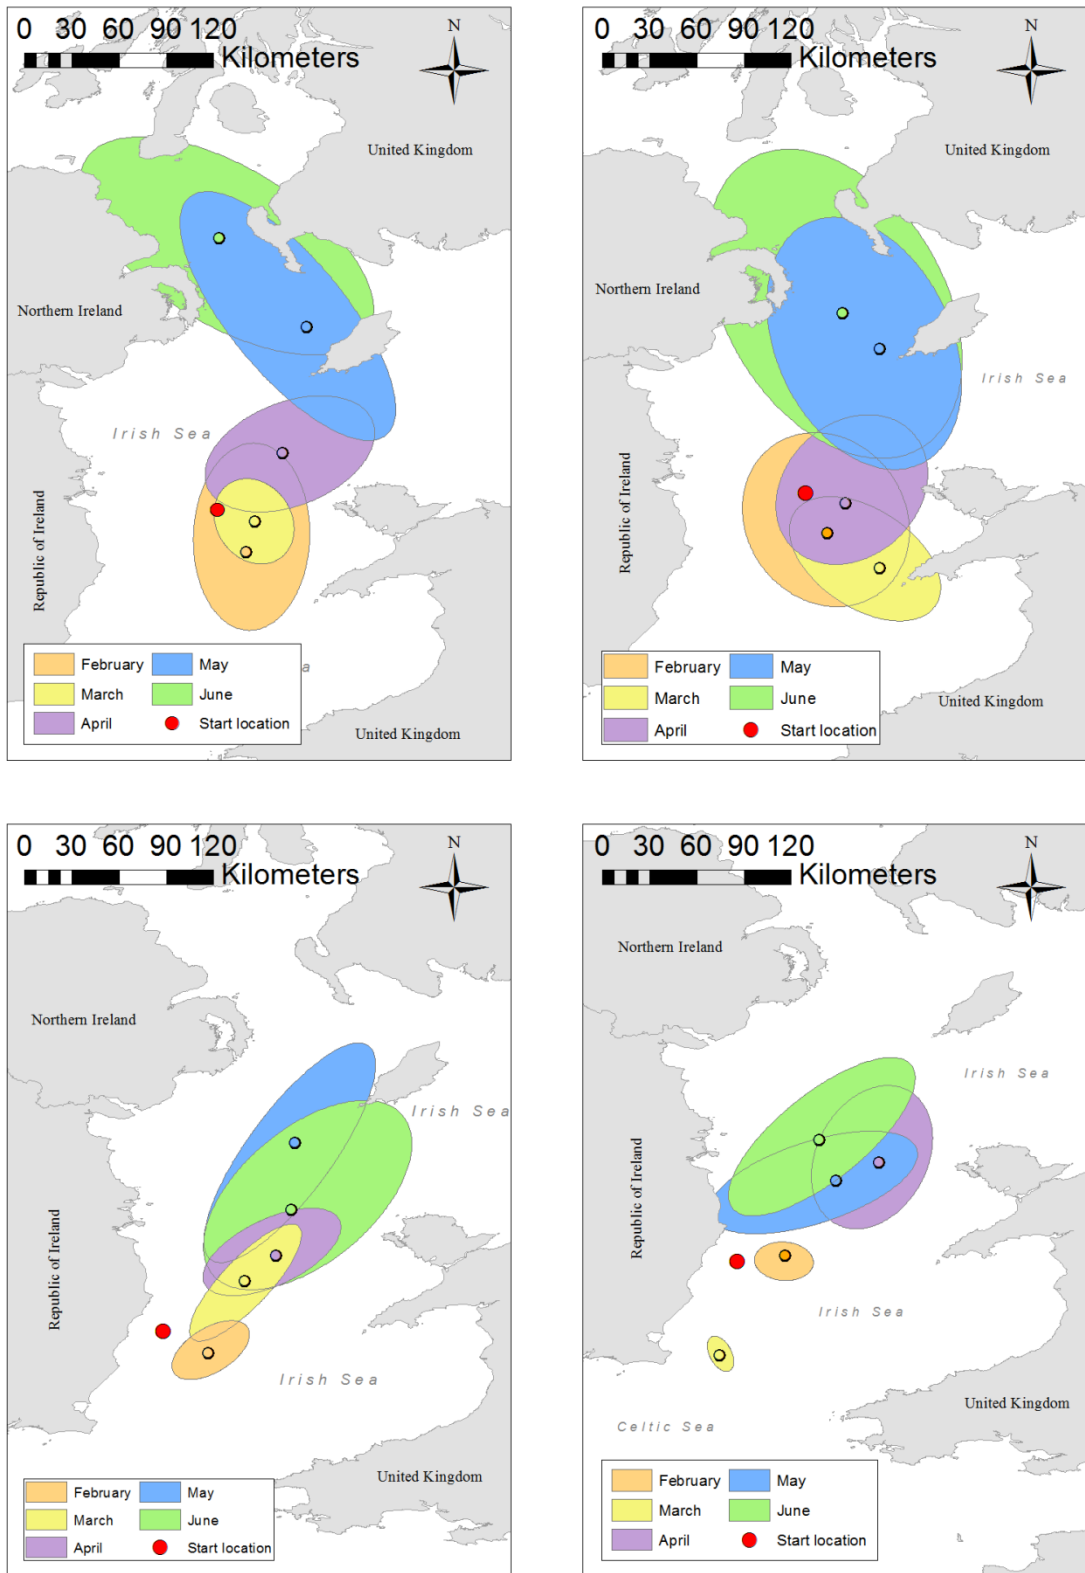 0 30 60 90 120
Kilometers
N
United Kingdom
Northern Ireland
Irish Sea
Republic of Ireland
February
May
March
June
April
Start location
a
United Kingdom
0 30 60 90 120
Kilometers
N
United Kingdom
Northern Ireland
Irish Sea
Republic of Ireland
February
May
March
June
April
Start location
United Kingdom
0 30 60 90 120
Kilometers
N
Northern Ireland
Irish Sea
Republic of Ireland
Irish Sea
United Kingdom
February
May
March
June
April
Start location
0 30 60 90 120
Kilometers
N
Northern Ireland
Irish Sea
Republic of Ireland
Irish Sea
United Kingdom
Celtic Sea
February
May
March
June
April
Start location